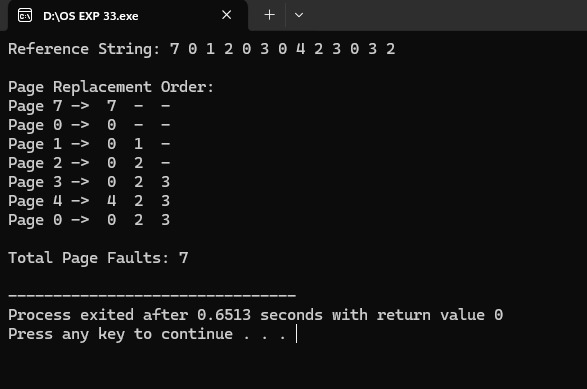 D:\OS EXP 33.exe
Reference String: 7 0 1 2 0 3 0 4 2 3 0 3 2
Page Replacement Order:
Page 7 -> 7 - -
Page 0 -> 0 - -
Page 1 -> 0 1 -
Page 2 -> 0 2 -
Page 3 -> 0 2 3
Page 4 -> 4 2 3
Page 0 -> 0 2 3
Total Page Faults: 7
--------------------------------
Process exited after 0.6513 seconds with return value 0
Press any key to continue . . .